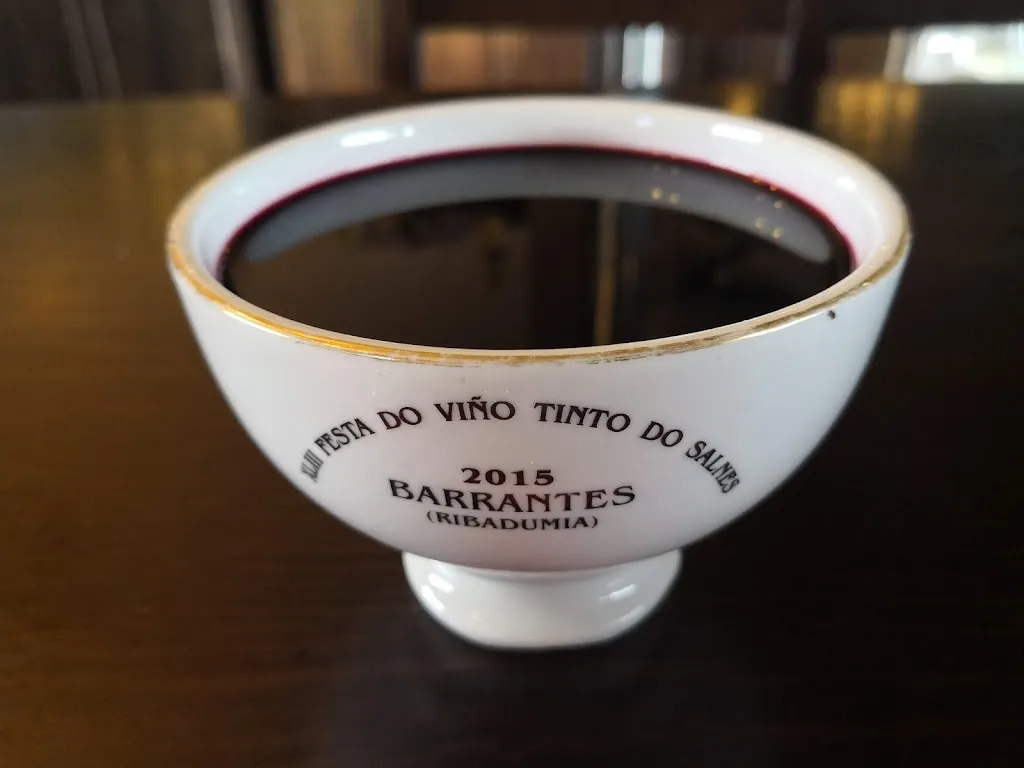 XLIII FESTA DO VIÑO TINTO DO SALNES
2015
BARRANTES
(RIBADUMIA)